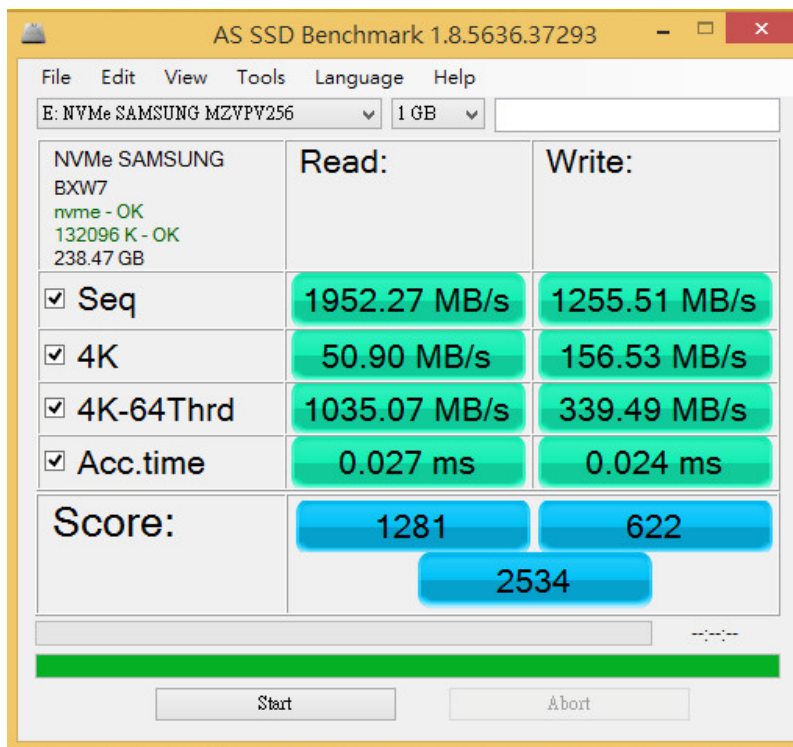 AS SSD Benchmark 1.8.5636.37293
File Edit View Tools Language Help
E: NVMe SAMSUNG MZVPV256 1 GB
NVMe SAMSUNG
BXW7
nvme - OK
132096 K - OK
238.47 GB
Read: Write:
Seq 1952.27 MB/s 1255.51 MB/s
4K 50.90 MB/s 156.53 MB/s
4K-64Thrd 1035.07 MB/s 339.49 MB/s
Acc.time 0.027 ms 0.024 ms
Score: 1281 622
2534
--:--:--
Start Abort